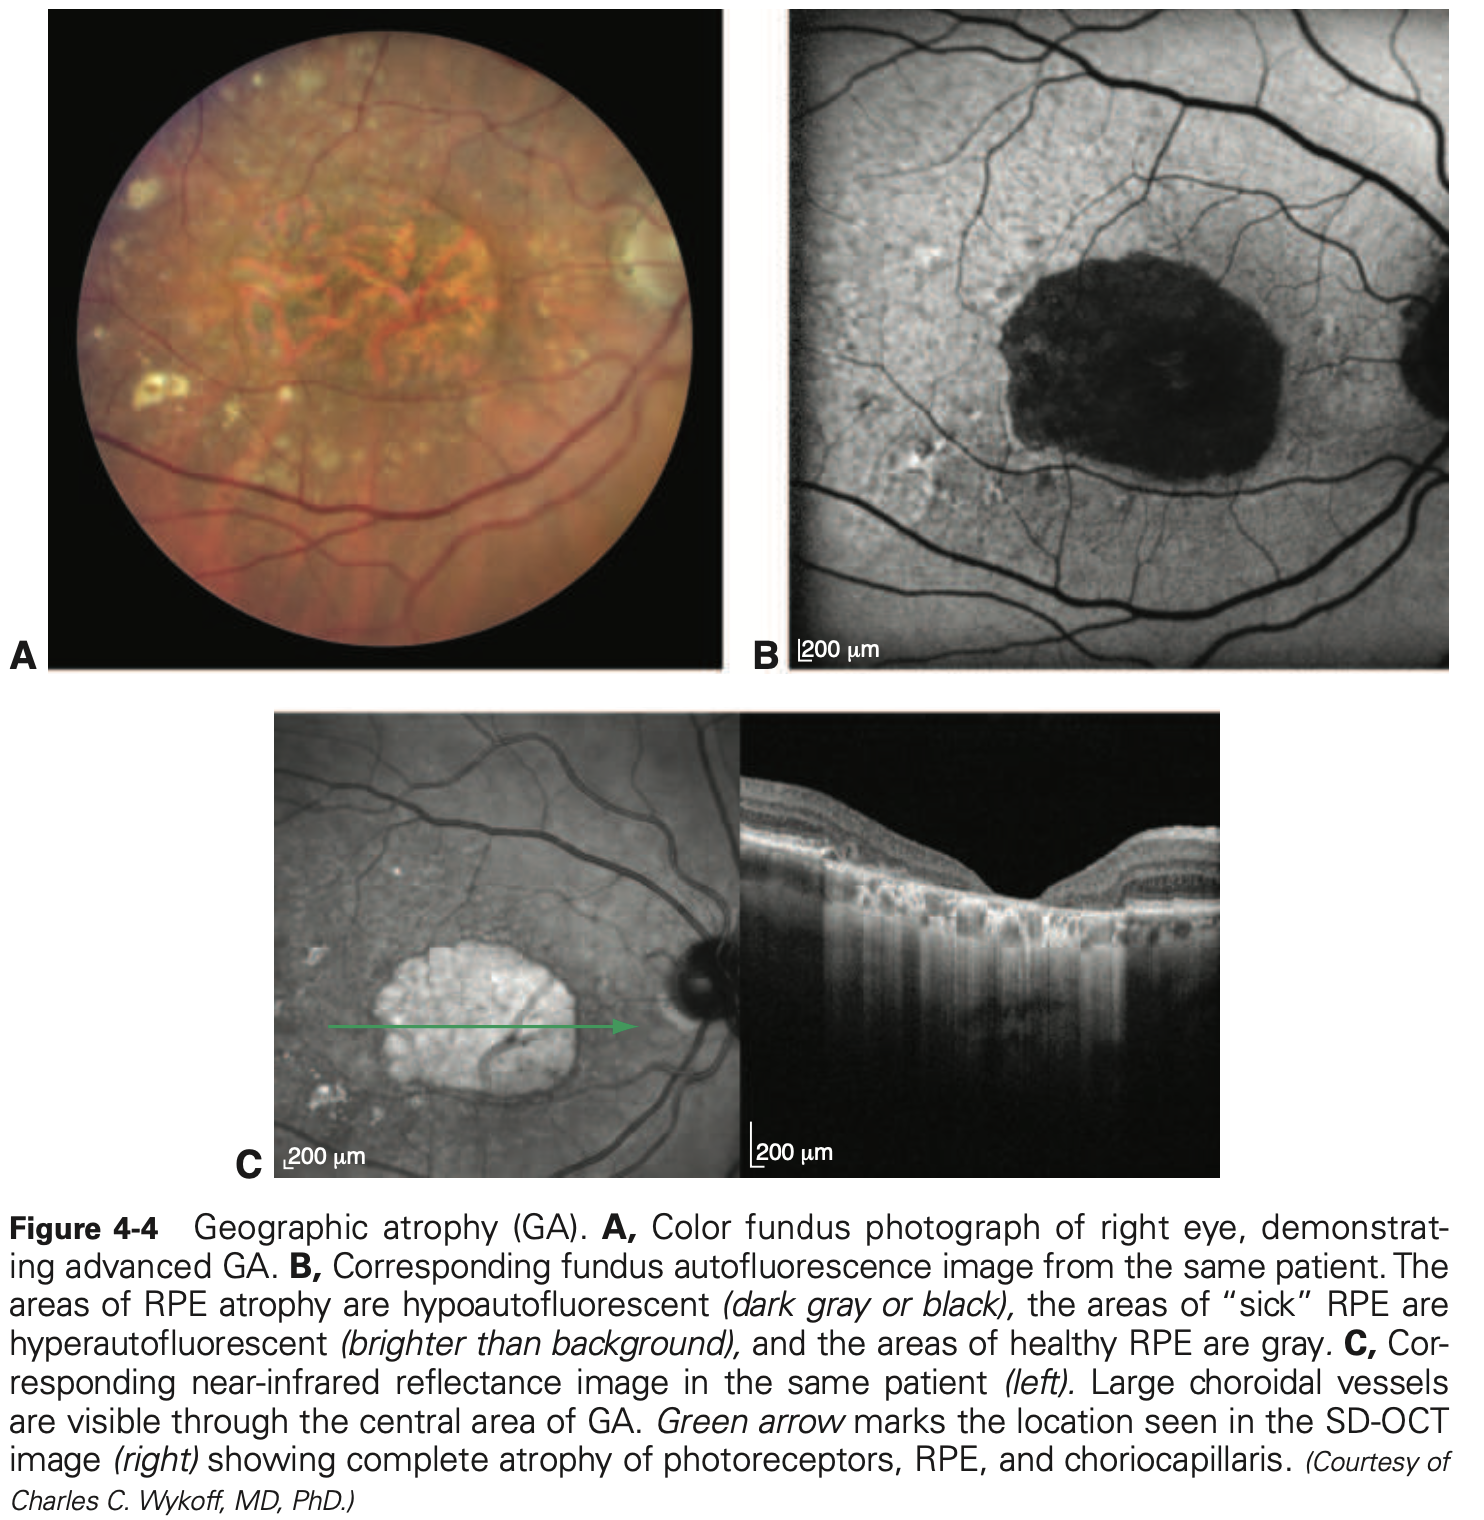 A
B
200 µm
C
200 µm
200 µm
Figure 4-4 Geographic atrophy (GA). A, Color fundus photograph of right eye, demonstrat-
ing advanced GA. B, Corresponding fundus autofluorescence image from the same patient. The
areas of RPE atrophy are hypoautofluorescent (dark gray or black), the areas of “sick” RPE are
hyperautofluorescent (brighter than background), and the areas of healthy RPE are gray. C, Cor-
responding near-infrared reflectance image in the same patient (left). Large choroidal vessels
are visible through the central area of GA. Green arrow marks the location seen in the SD-OCT
image (right) showing complete atrophy of photoreceptors, RPE, and choriocapillaris. (Courtesy of
Charles C. Wykoff, MD, PhD.)